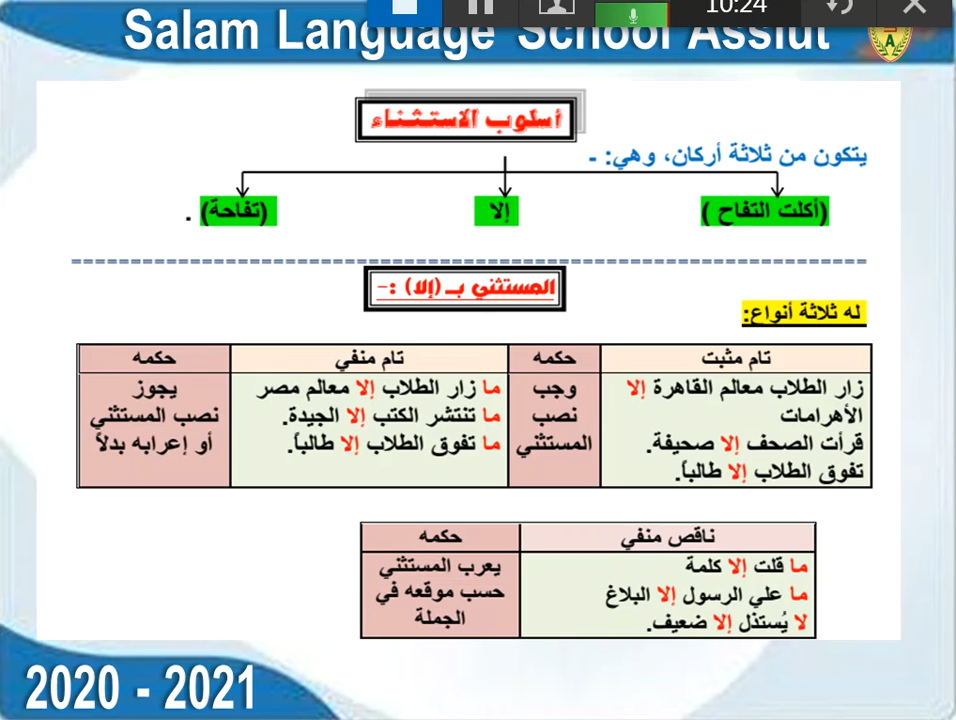 10:24
Salam Language School Assiut
A
أسلوب الاستثناء
يتكون من ثلاثة أركان، وهي: -
(أكلت التفاح ) إلا (تفاحة) .
المستثني بـ (إلا) :-
له ثلاثة أنواع:
تام مثبت
حكمه
تام منفي
حكمه
زار الطلاب معالم القاهرة إلا
الأهرامات
قرأت الصحف إلا صحيفة.
تفوق الطلاب إلا طالباً.
وجب
نصب
المستثني
ما زار الطلاب إلا معالم مصر
ما تنتشر الكتب إلا الجيدة.
ما تفوق الطلاب إلا طالباً.
يجوز
نصب المستثني
أو إعرابه بدلاً
ناقص منفي
حكمه
ما قلت إلا كلمة
ما علي الرسول إلا البلاغ
لا يُستذل إلا ضعيف.
يعرب المستثني
حسب موقعه في
الجملة
2020 - 2021